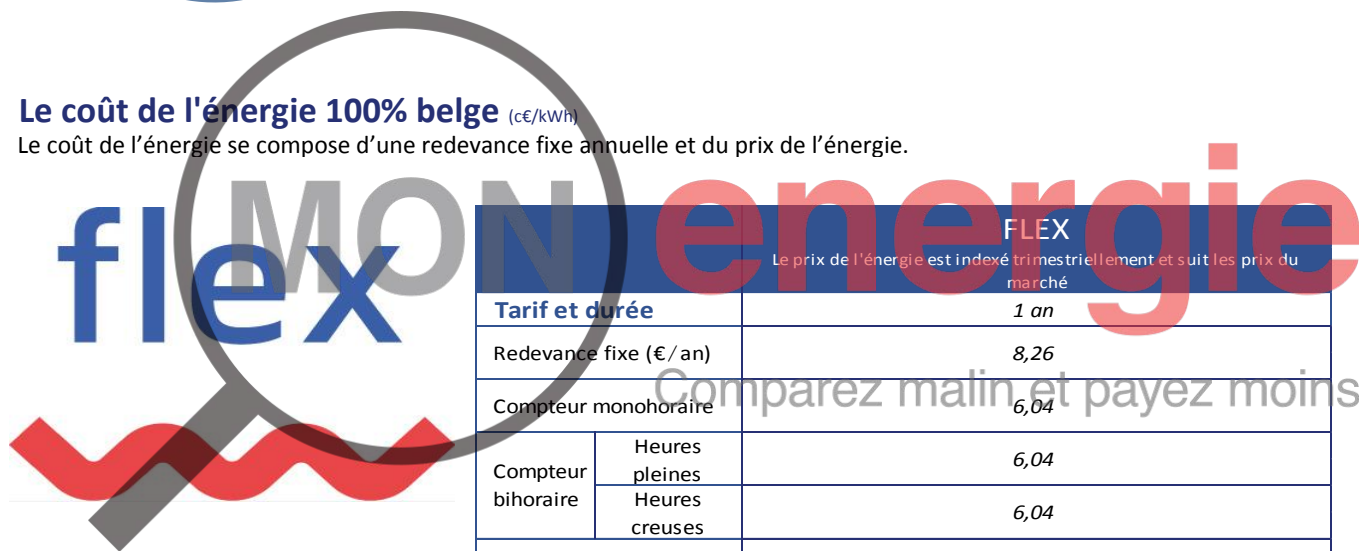 Le coût de l'énergie 100% belge (c€/kWh)
Le coût de l'énergie se compose d'une redevance fixe annuelle et du prix de l'énergie.
MON energie
flex
FLEX
Le prix de l'énergie est indexé trimestriellement et suit les prix du
marché
Tarif et durée 1 an
Redevance fixe (€/an) 8,26
Comparez malin et payez moins
Compteur monohoraire 6,04
Compteur
bihoraire
Heures
pleines
6,04
Heures
creuses
6,04